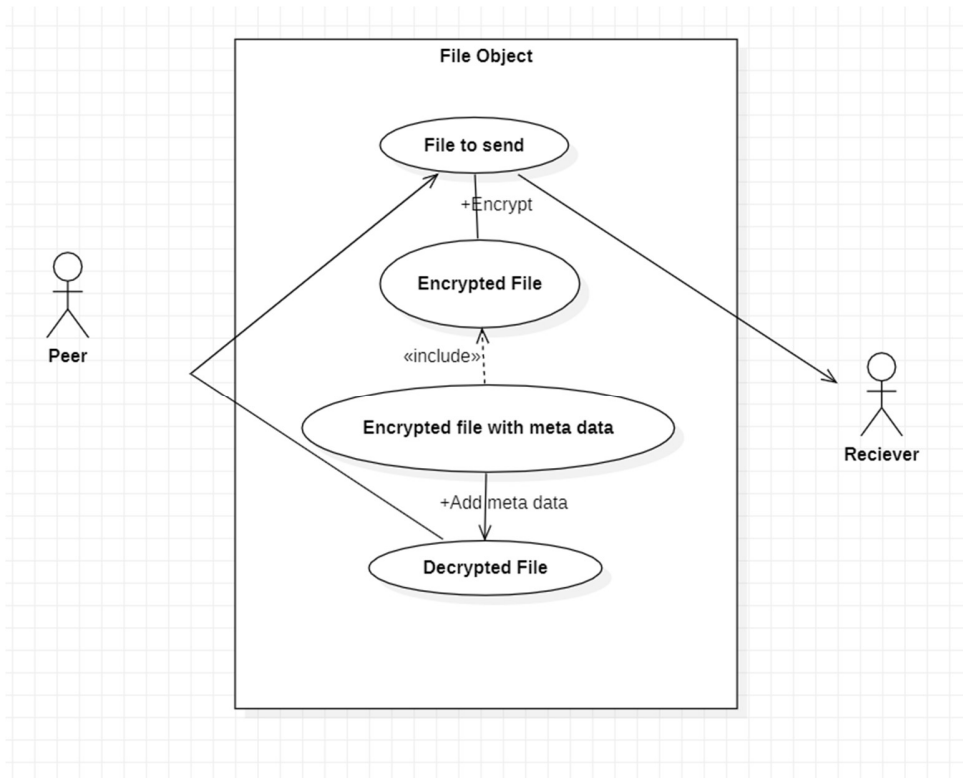 File Object
File to send
+Encrypt
Encrypted File
Peer
«include»
Encrypted file with meta data
Reciever
+Add meta data
Decrypted File